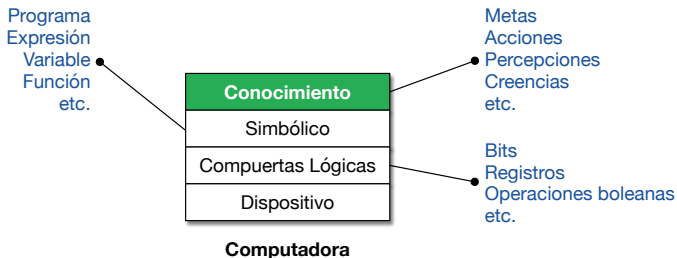 Programa
Expresión
Variable
Función
etc.
Conocimiento
Simbólico
Compuertas Lógicas
Dispositivo
Computadora
Metas
Acciones
Percepciones
Creencias
etc.
Bits
Registros
Operaciones boleanas
etc.